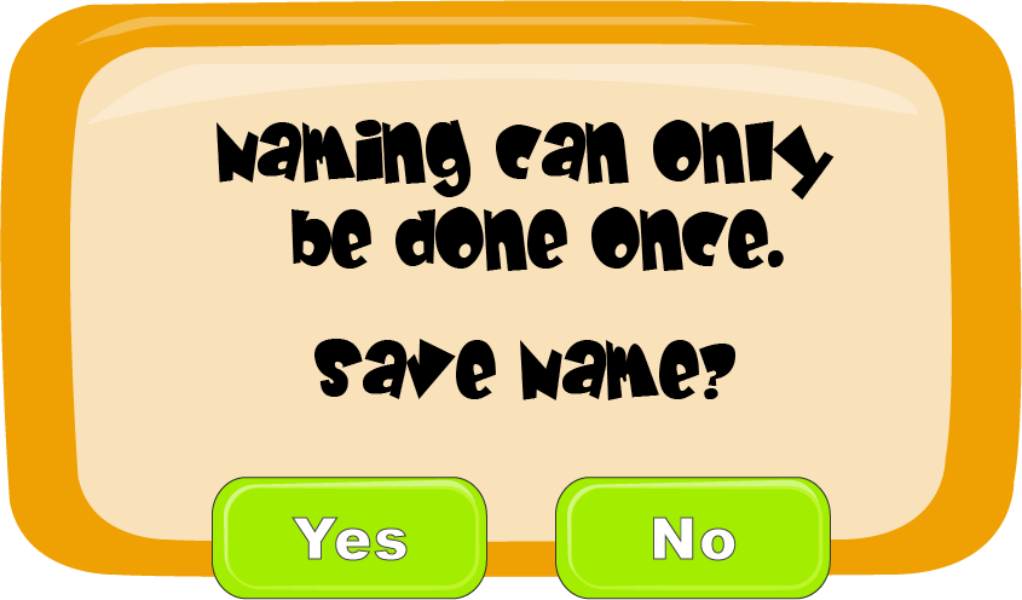 Naming can only
be done once.
Save Name?
Yes
No